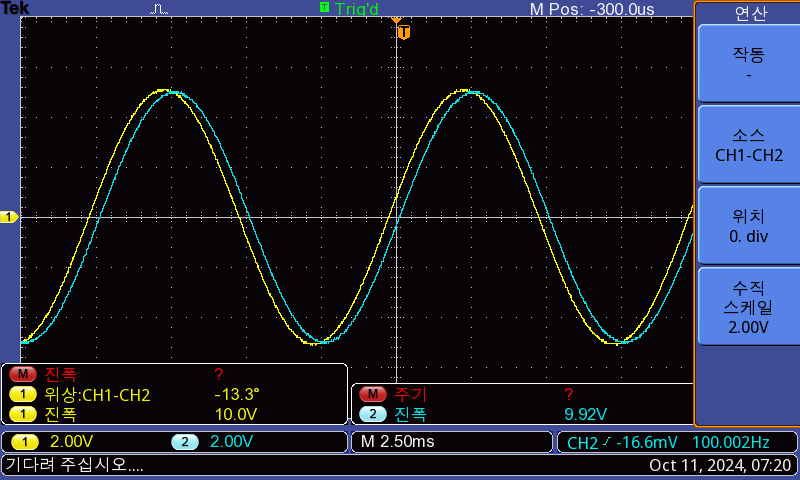 Tek
T Trig'd
M Pos: -300.0us
T
연산
작동
-
소스
CH1-CH2
위치
0. div
수직
스케일
2.00V
1
M 진폭 ?
1 위상:CH1-CH2 -13.3°
1 진폭 10.0V
M 주기 ?
2 진폭 9.92V
1 2.00V 2 2.00V
M 2.50ms
CH2 -16.6mV 100.002Hz
기다려 주십시오....
Oct 11, 2024, 07:20